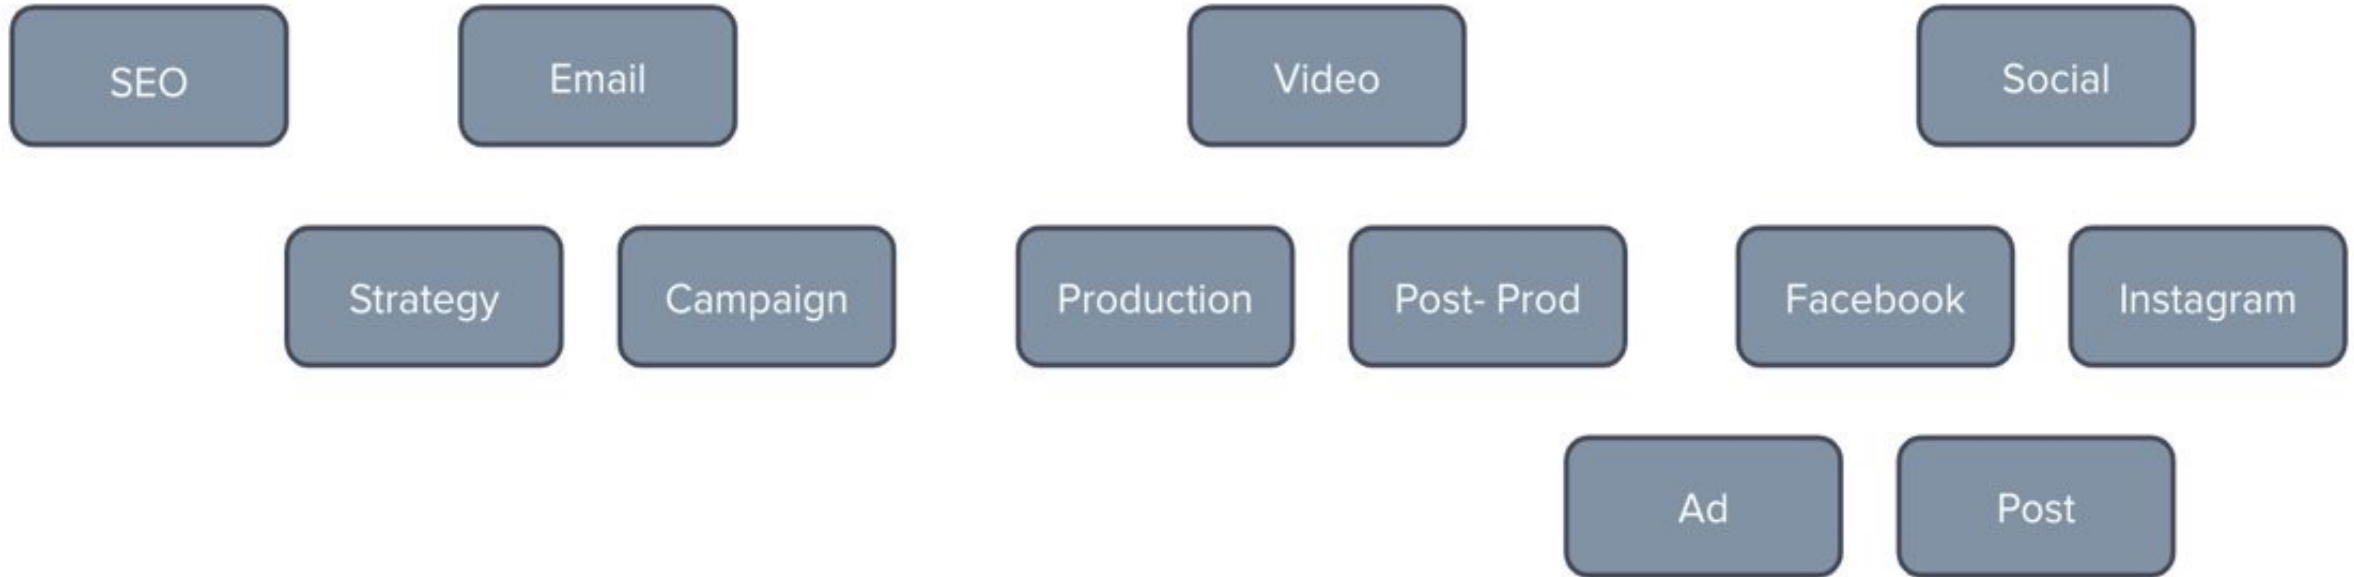 SEO
Email
Video
Social
Strategy
Campaign
Production
Post- Prod
Facebook
Instagram
Ad
Post